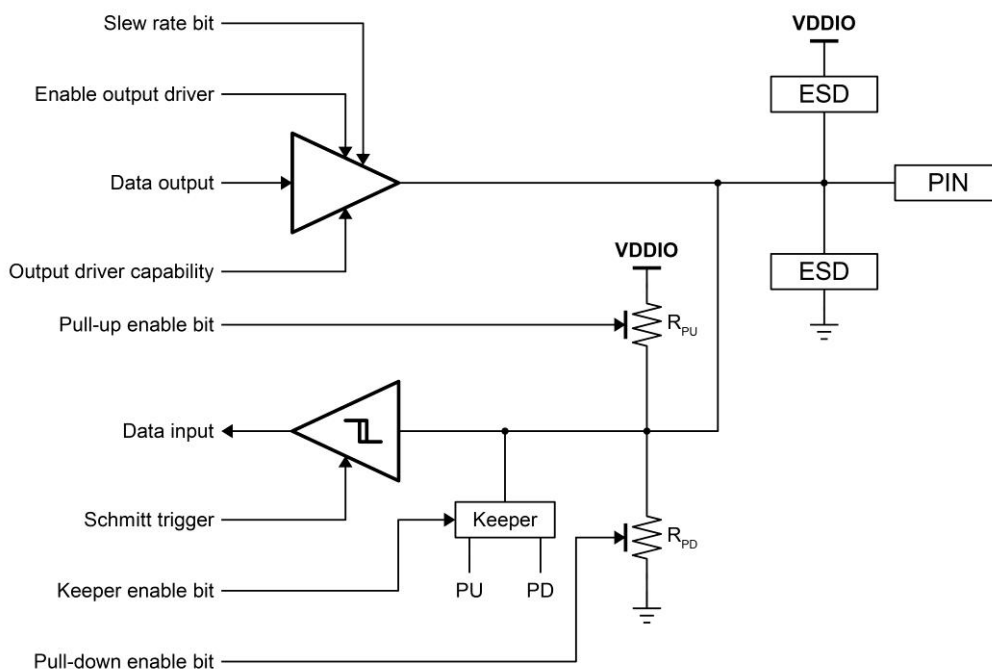 Slew rate bit
VDDIO
ESD
Enable output driver
Data output
PIN
Output driver capability
VDDIO
ESD
Pull-up enable bit
RPU
Data input
Schmitt trigger
Keeper
RPD
Keeper enable bit
PU
PD
Pull-down enable bit